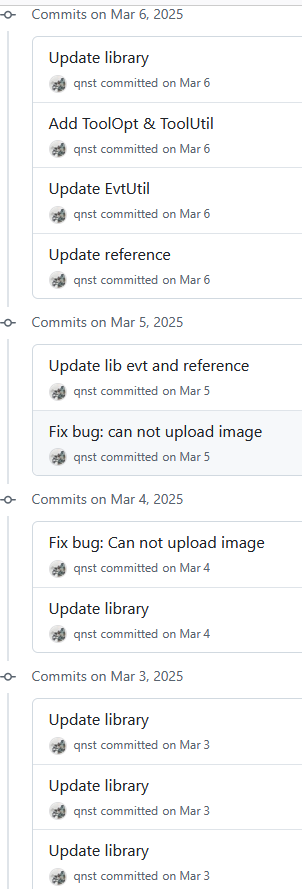 Commits on Mar 6, 2025
Update library
qnst committed on Mar 6
Add ToolOpt & ToolUtil
qnst committed on Mar 6
Update EvtUtil
qnst committed on Mar 6
Update reference
qnst committed on Mar 6
Commits on Mar 5, 2025
Update lib evt and reference
qnst committed on Mar 5
Fix bug: can not upload image
qnst committed on Mar 5
Commits on Mar 4, 2025
Fix bug: Can not upload image
qnst committed on Mar 4
Update library
qnst committed on Mar 4
Commits on Mar 3, 2025
Update library
qnst committed on Mar 3
Update library
qnst committed on Mar 3
Update library
qnst committed on Mar 3